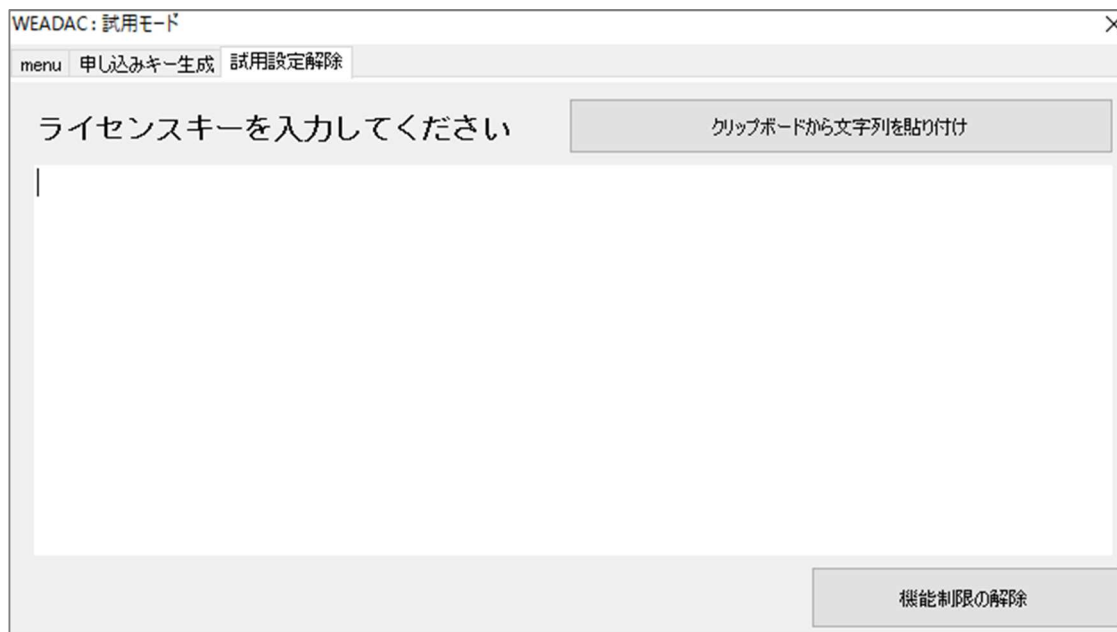 WEADAC : 試用モード
menu 申し込みキー生成 試用設定解除
ライセンスキーを入力してください クリップボードから文字列を貼り付け
機能制限の解除